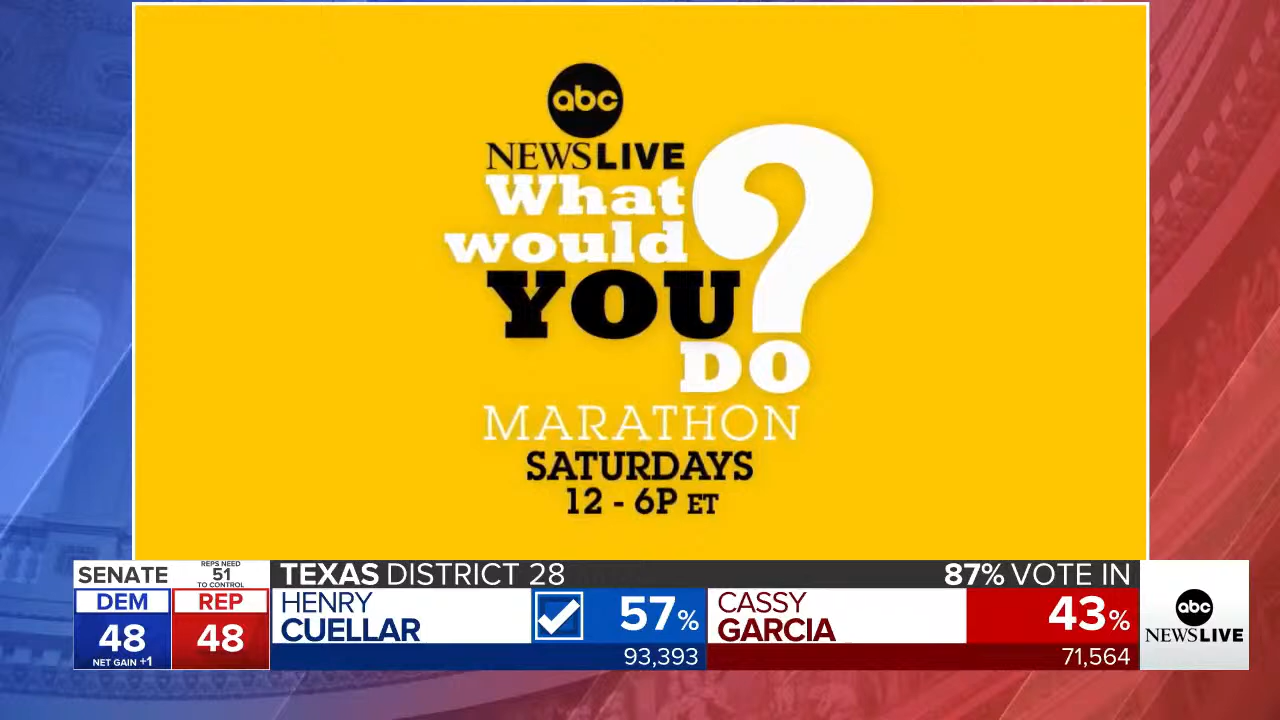 abc
NEWSLIVE
What
would
YOU
DO
?
MARATHON
SATURDAYS
12 - 6P ET
SENATE
REPS NEED
51
TO CONTROL
DEM
48
NET GAIN +1
REP
48
TEXAS DISTRICT 28
87% VOTE IN
HENRY
CUELLAR
57%
93,393
CASSY
GARCIA
43%
71,564
abc
NEWSLIVE